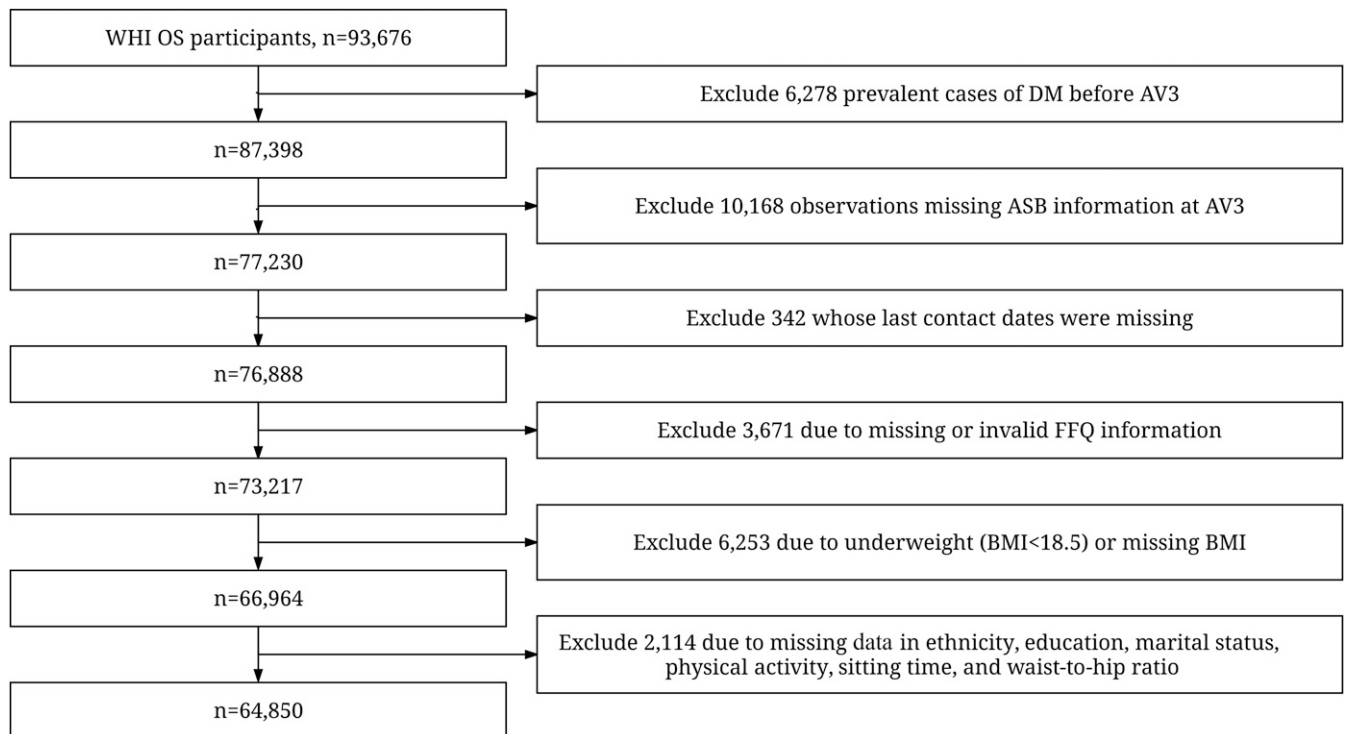 WHI OS participants, n=93,676
Exclude 6,278 prevalent cases of DM before AV3
n=87,398
Exclude 10,168 observations missing ASB information at AV3
n=77,230
Exclude 342 whose last contact dates were missing
n=76,888
Exclude 3,671 due to missing or invalid FFQ information
n=73,217
Exclude 6,253 due to underweight (BMI<18.5) or missing BMI
n=66,964
Exclude 2,114 due to missing data in ethnicity, education, marital status,
physical activity, sitting time, and waist-to-hip ratio
n=64,850